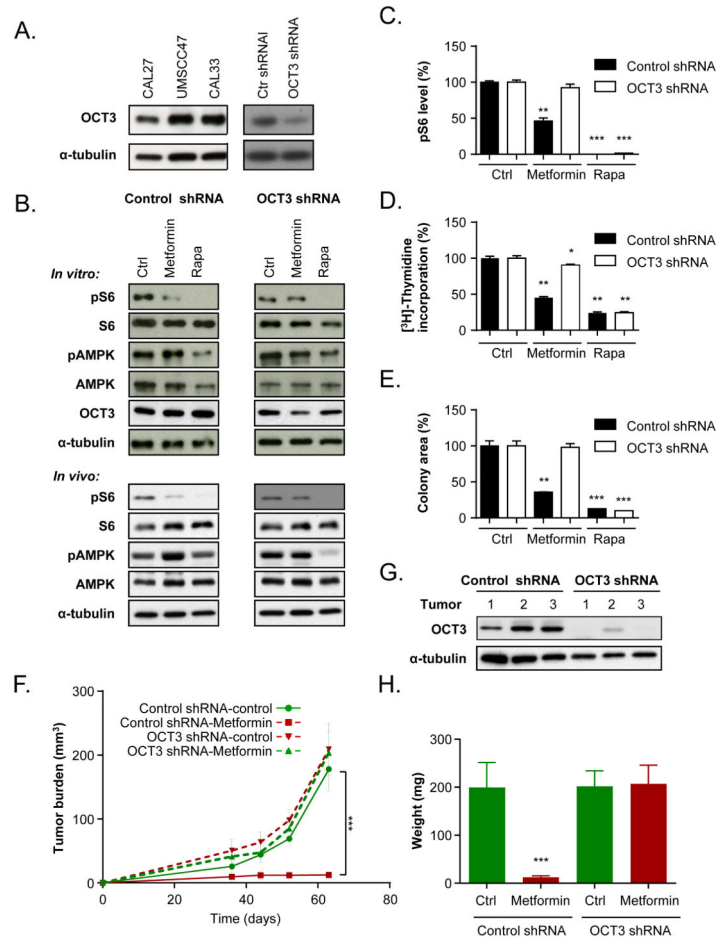 A.
CAL27
UMSCC47
CAL33
Ctr shRNAI
OCT3 shRNA
OCT3
α-tubulin
B.
Control shRNA
OCT3 shRNA
Ctrl
Metformin
Rapa
Ctrl
Metformin
Rapa
In vitro:
pS6
S6
pAMPK
AMPK
OCT3
α-tubulin
In vivo:
pS6
S6
pAMPK
AMPK
α-tubulin
C.
pS6 level (%)
150
100
50
0
**
***
***
Ctrl
Metformin
Rapa
Control shRNA
OCT3 shRNA
D.
[³H]-Thymidine
incorporation (%)
150
100
50
0
**
*
**
**
Ctrl
Metformin
Rapa
Control shRNA
OCT3 shRNA
E.
Colony area (%)
150
100
50
0
**
***
***
Ctrl
Metformin
Rapa
Control shRNA
OCT3 shRNA
G.
Control shRNA
OCT3 shRNA
Tumor
1 2 3 1 2 3
OCT3
α-tubulin
F.
Tumor burden (mm³)
300
200
100
0
Control shRNA-control
Control shRNA-Metformin
OCT3 shRNA-control
OCT3 shRNA-Metformin
***
0 20 40 60 80
Time (days)
H.
Weight (mg)
300
200
100
0
***
Ctrl
Metformin
Ctrl
Metformin
Control shRNA
OCT3 shRNA